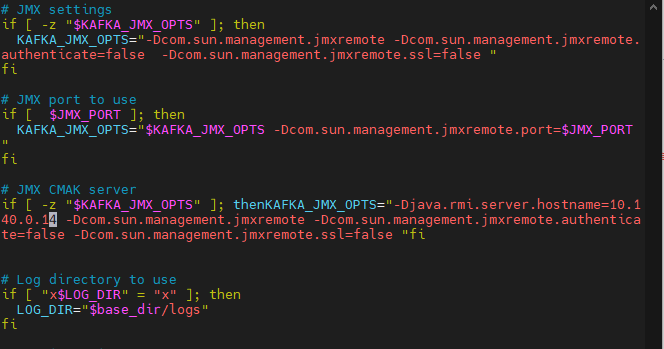 # JMX settings
if [ -z "$KAFKA_JMX_OPTS" ]; then
  KAFKA_JMX_OPTS="-Dcom.sun.management.jmxremote -Dcom.sun.management.jmxremote.
authenticate=false  -Dcom.sun.management.jmxremote.ssl=false "
fi

# JMX port to use
if [  $JMX_PORT ]; then
  KAFKA_JMX_OPTS="$KAFKA_JMX_OPTS -Dcom.sun.management.jmxremote.port=$JMX_PORT
"
fi

# JMX CMAK server
if [ -z "$KAFKA_JMX_OPTS" ]; thenKAFKA_JMX_OPTS="-Djava.rmi.server.hostname=10.1
40.0.14 -Dcom.sun.management.jmxremote -Dcom.sun.management.jmxremote.authentica
te=false -Dcom.sun.management.jmxremote.ssl=false "fi

# Log directory to use
if [ "x$LOG_DIR" = "x" ]; then
  LOG_DIR="$base_dir/logs"
fi